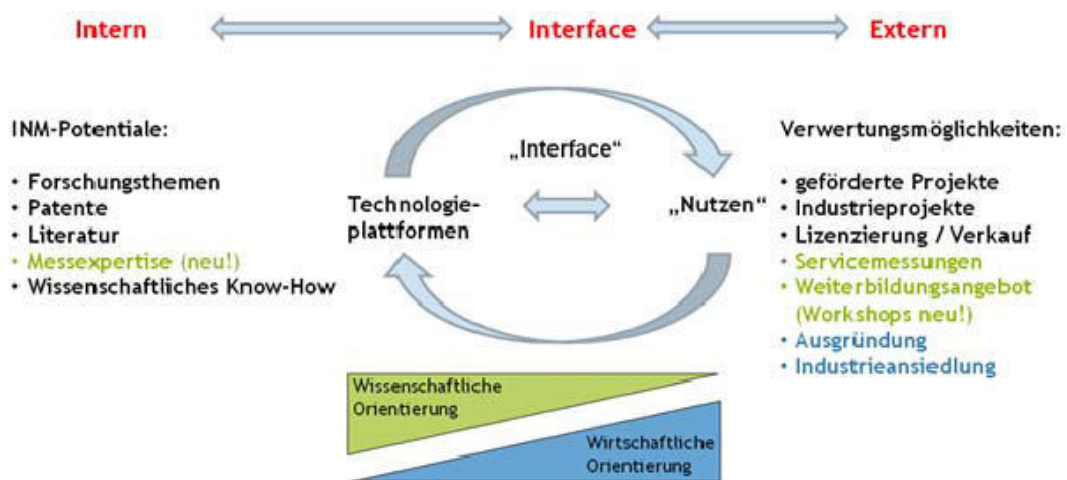 Intern
Interface
Extern
INM-Potentiale:
• Forschungsthemen
• Patente
• Literatur
• Messexpertise (neu!)
• Wissenschaftliches Know-How
„Interface“
Technologie-
plattformen
„Nutzen“
Verwertungsmöglichkeiten:
• geförderte Projekte
• Industrieprojekte
• Lizenzierung / Verkauf
• Servicemessungen
• Weiterbildungsangebot
(Workshops neu!)
• Ausgründung
• Industrieansiedlung
Wissenschaftliche
Orientierung
Wirtschaftliche
Orientierung